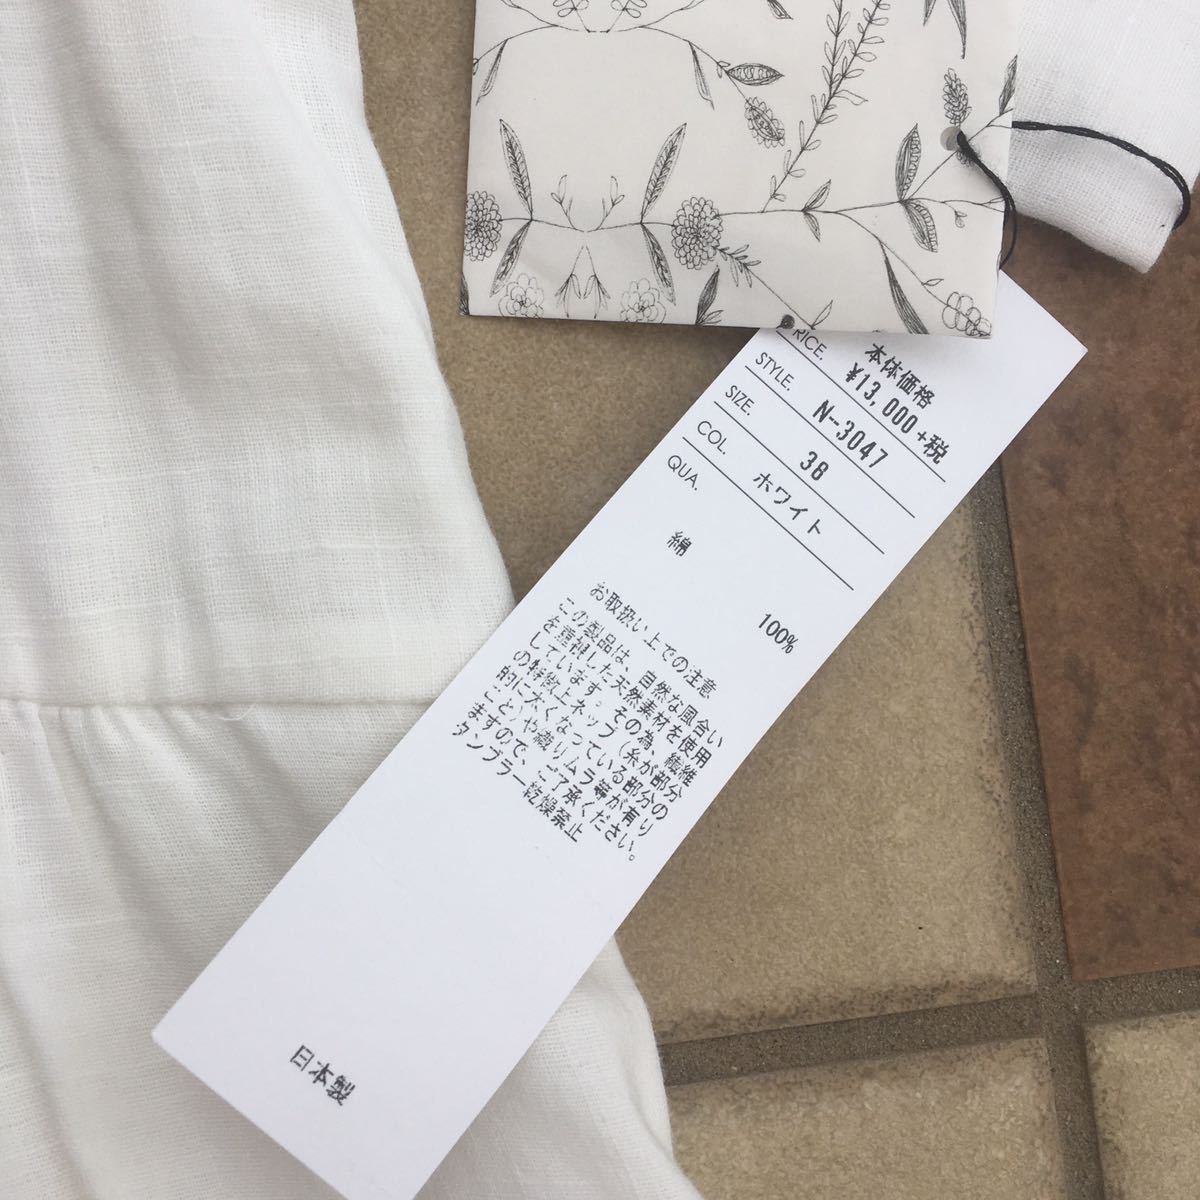 RICE. 本体価格
¥13,000+税
STYLE. N-3047
SIZE. 38
COL. ホワイト
QUA.
綿 100%
お取扱い上での注意
この製品は、自然な風合い
を重視した天然素材を使用
しています。その為、繊維
の特徴上ネップ(糸が部分
的に太くなっている部分の
こと)や織りムラ等が有り
ますので、ご了承ください。
タンブラー乾燥禁止
日本製